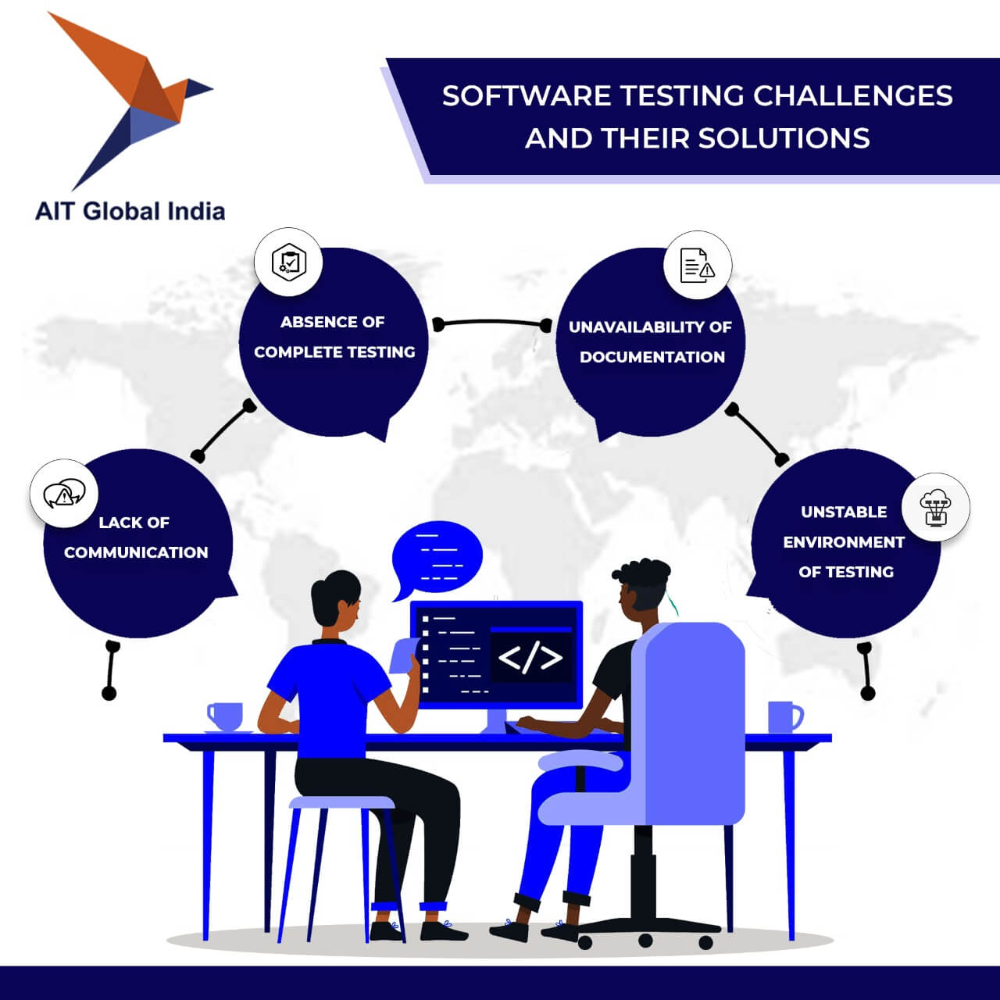 AIT Global India
SOFTWARE TESTING CHALLENGES
AND THEIR SOLUTIONS
ABSENCE OF
COMPLETE TESTING
UNAVAILABILITY OF
DOCUMENTATION
LACK OF
COMMUNICATION
UNSTABLE
ENVIRONMENT
OF TESTING
</>